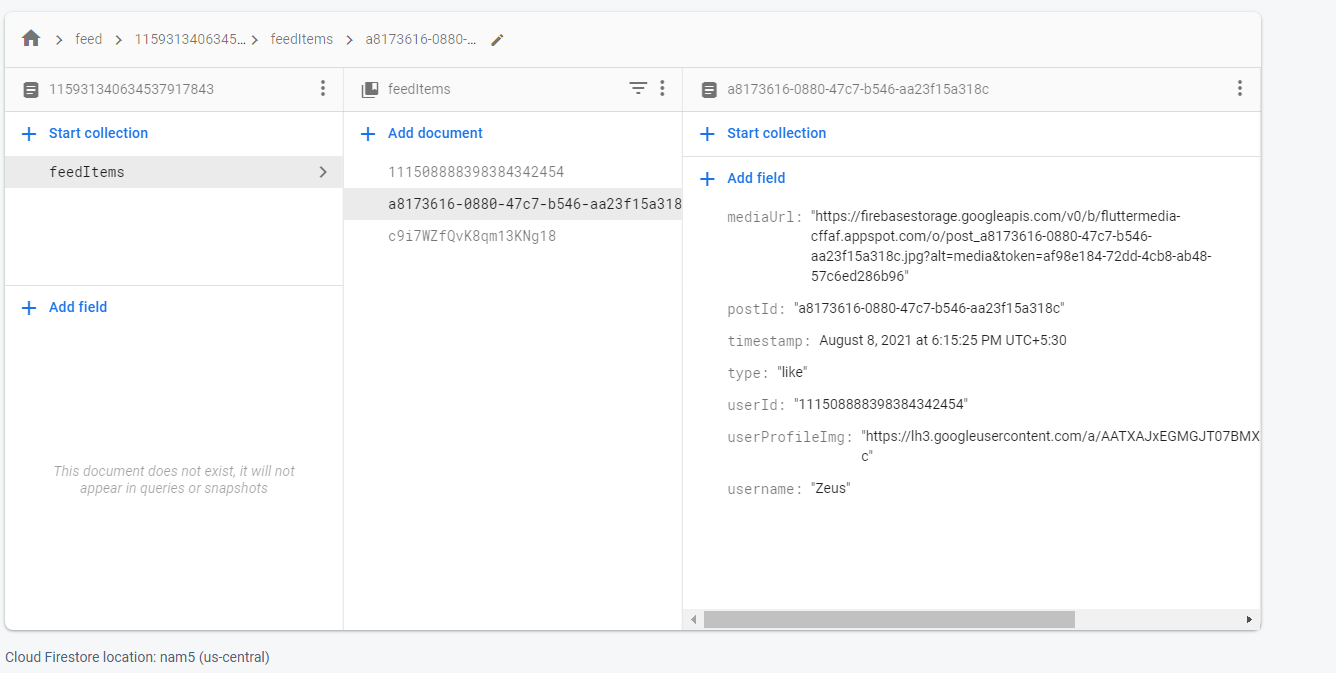 feed
1159313406345...
feedItems
a8173616-0880-...
115931340634537917843
Start collection
feedItems
Add field
This document does not exist, it will not
appear in queries or snapshots
feedItems
Add document
111508888398384342454
a8173616-0880-47c7-b546-aa23f15a318
c9i7WZfQvK8qm13KNg18
a8173616-0880-47c7-b546-aa23f15a318c
Start collection
Add field
mediaUrl: "https://firebasestorage.googleapis.com/v0/b/fluttermedia-
cffaf.appspot.com/o/post_a8173616-0880-47c7-b546-
aa23f15a318c.jpg?alt=media&token=af98e184-72dd-4cb8-ab48-
57c6ed286b96"
postId: "a8173616-0880-47c7-b546-aa23f15a318c"
timestamp: August 8, 2021 at 6:15:25 PM UTC+5:30
type: "like"
userId: "111508888398384342454"
userProfileImg: "https://lh3.googleusercontent.com/a/AATXAJxEGMGJT07BMX
c"
username: "Zeus"
Cloud Firestore location: nam5 (us-central)